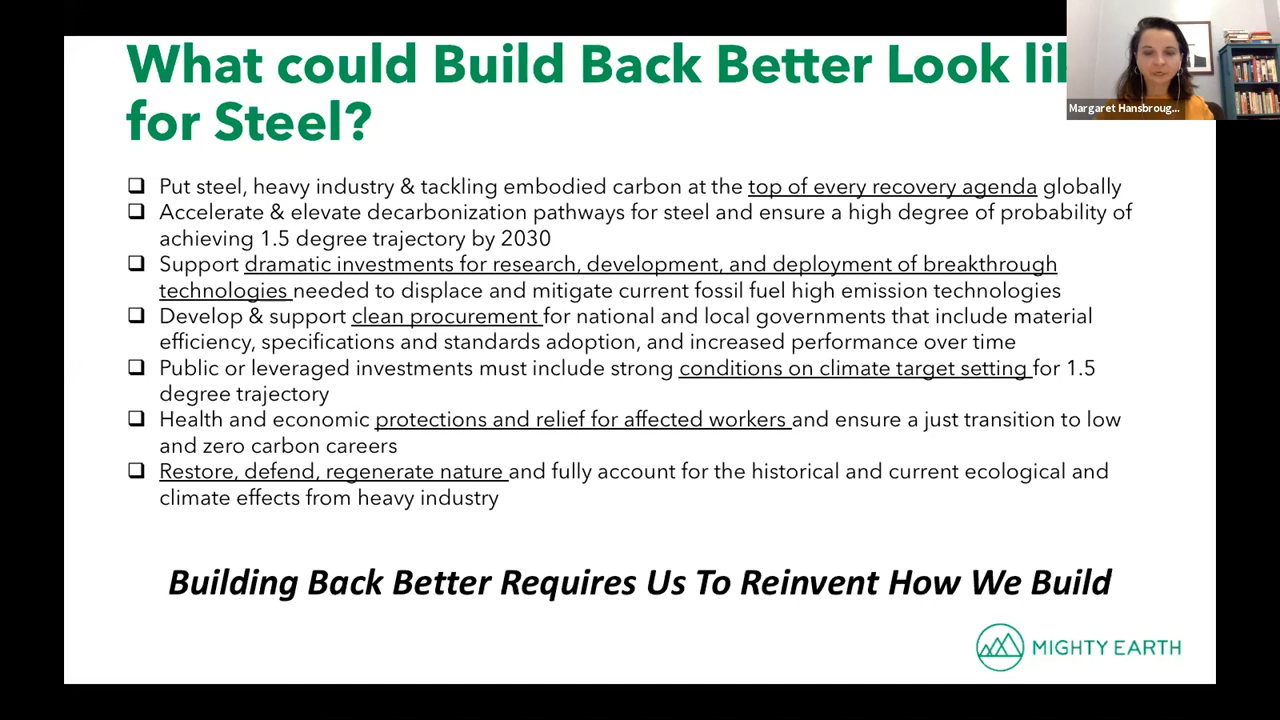 What could Build Back Better Look li
for Steel?
Margaret Hansbroug...
Put steel, heavy industry & tackling embodied carbon at the top of every recovery agenda globally
Accelerate & elevate decarbonization pathways for steel and ensure a high degree of probability of
achieving 1.5 degree trajectory by 2030
Support dramatic investments for research, development, and deployment of breakthrough
technologies needed to displace and mitigate current fossil fuel high emission technologies
Develop & support clean procurement for national and local governments that include material
efficiency, specifications and standards adoption, and increased performance over time
Public or leveraged investments must include strong conditions on climate target setting for 1.5
degree trajectory
Health and economic protections and relief for affected workers and ensure a just transition to low
and zero carbon careers
Restore, defend, regenerate nature and fully account for the historical and current ecological and
climate effects from heavy industry
Building Back Better Requires Us To Reinvent How We Build
MIGHTY EARTH